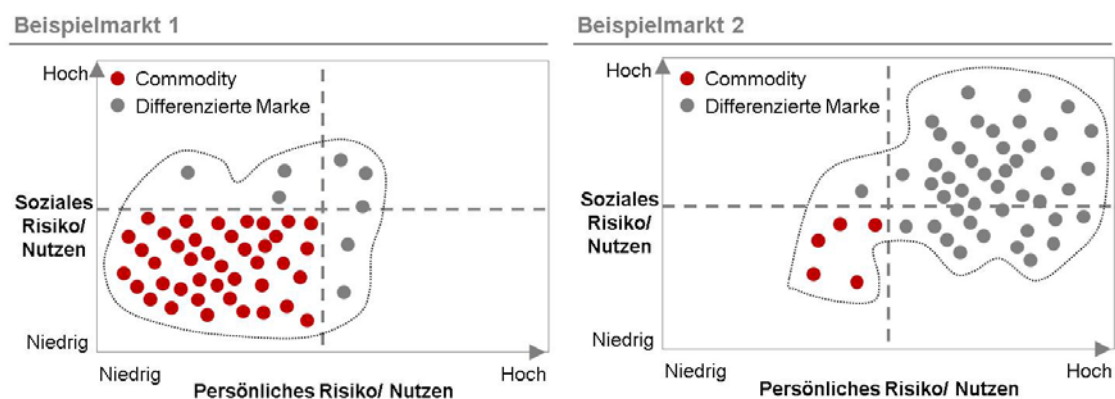 Beispielmarkt 1
Hoch
Commodity
Differenzierte Marke
Soziales
Risiko/
Nutzen
Niedrig
Niedrig
Hoch
Persönliches Risiko/ Nutzen
Beispielmarkt 2
Hoch
Commodity
Differenzierte Marke
Soziales
Risiko/
Nutzen
Niedrig
Niedrig
Hoch
Persönliches Risiko/ Nutzen